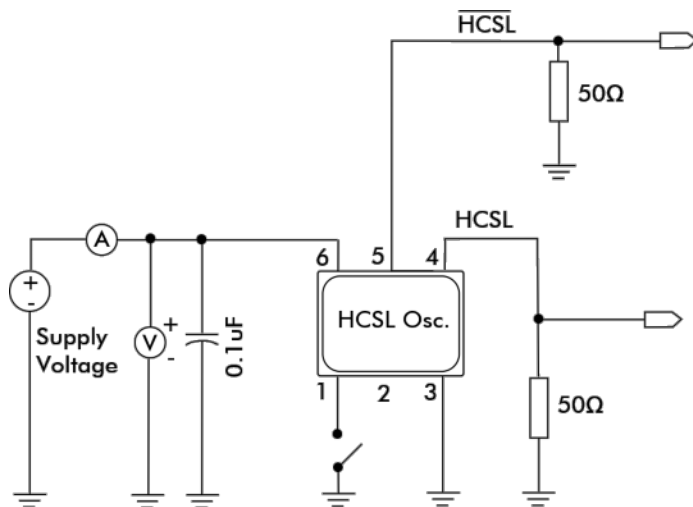 HCSL
50Ω
HCSL
A
6 5 4
+
-
HCSL Osc.
Supply
Voltage
V
+
-
0.1uF
1 2 3
50Ω